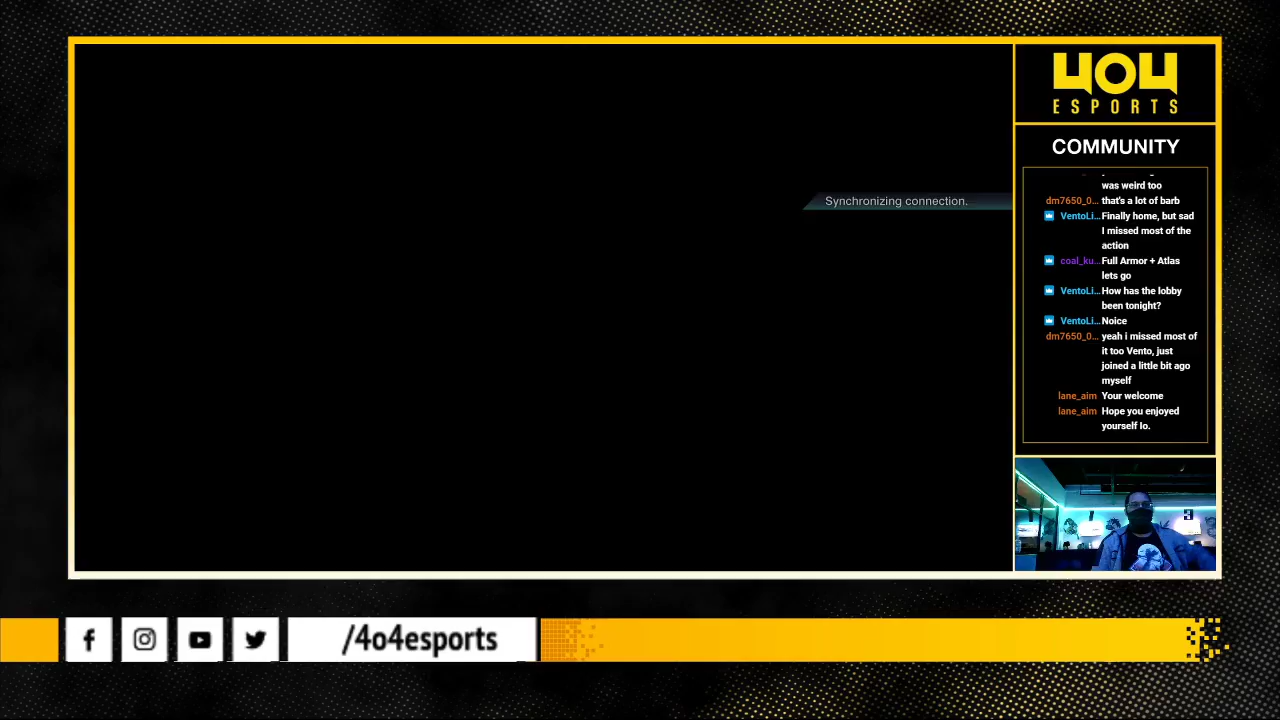 4O4
ESPORTS
COMMUNITY
was weird too
dm7650_0... that's a lot of barb
VentoLi... Finally home, but sad
I missed most of the
action
coal_ku... Full Armor + Atlas
lets go
VentoLi... How has the lobby
been tonight?
VentoLi... Noice
dm7650_0... yeah i missed most of
it too Vento, just
joined a little bit ago
myself
lane_aim Your welcome
lane_aim Hope you enjoyed
yourself Io.
Synchronizing connection.
/4o4esports